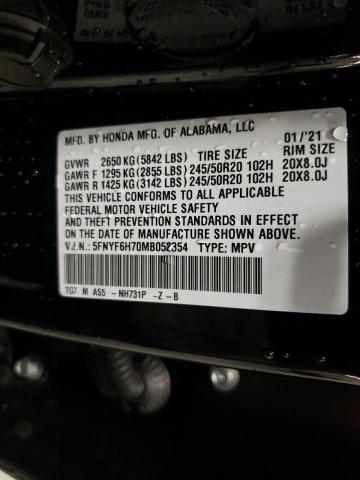 MFD. BY HONDA MFG. OF ALABAMA, LLC 01/'21
GVWR 2650 KG(5842 LBS) TIRE SIZE RIM SIZE
GAWR F 1295 KG(2855 LBS) 245/50R20 102H 20X8.0J
GAWR R 1425 KG(3142 LBS) 245/50R20 102H 20X8.0J
THIS VEHICLE CONFORMS TO ALL APPLICABLE
FEDERAL MOTOR VEHICLE SAFETY
AND THEFT PREVENTION STANDARDS IN EFFECT
ON THE DATE OF MANUFACTURE SHOWN ABOVE.
V.I.N.: 5FNYF6H70MB052354 TYPE: MPV
TG7 M AS5 -NH731P -Z-B